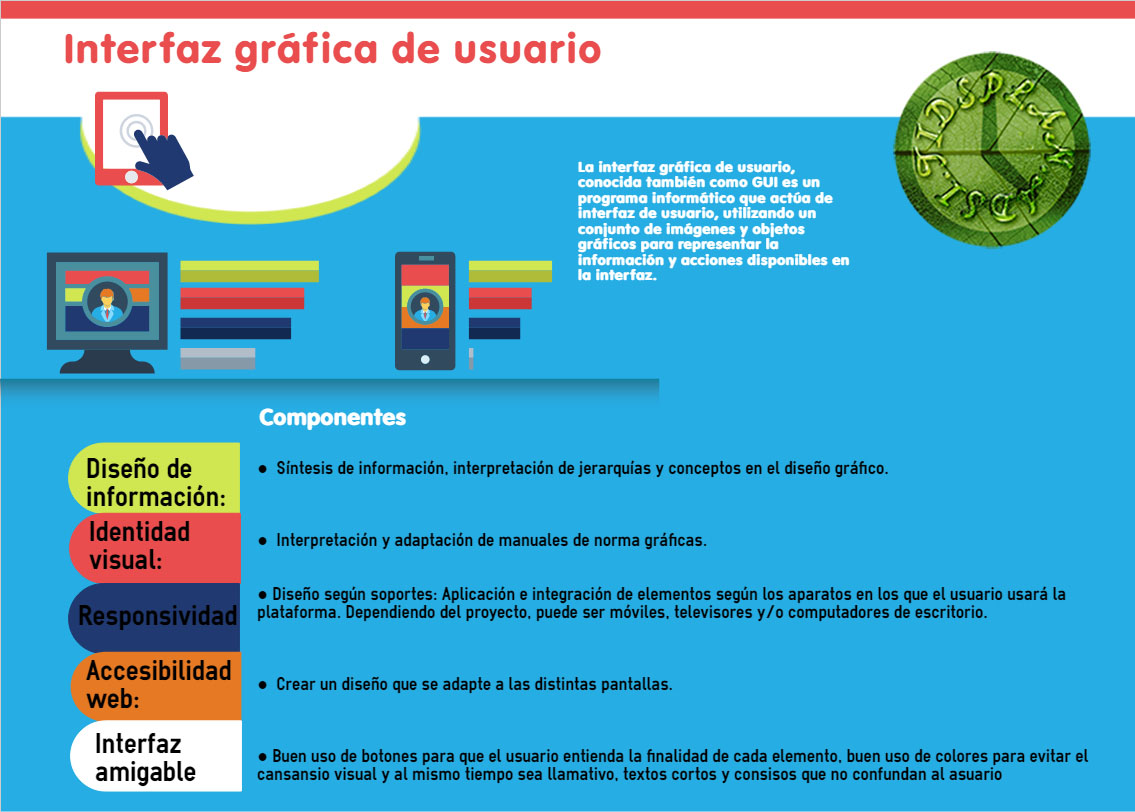 Interfaz gráfica de usuario
La interfaz gráfica de usuario,
conocida también como GUI es un
programa informático que actúa de
interfaz de usuario, utilizando un
conjunto de imágenes y objetos
gráficos para representar la
información y acciones disponibles en
la interfaz.
Componentes
Diseño de
información:
● Síntesis de información, interpretación de jerarquías y conceptos en el diseño gráfico.
Identidad
visual:
● Interpretación y adaptación de manuales de norma gráficas.
Responsividad
● Diseño según soportes: Aplicación e integración de elementos según los aparatos en los que el usuario usará la
plataforma. Dependiendo del proyecto, puede ser móviles, televisores y/o computadores de escritorio.
Accesibilidad
web:
● Crear un diseño que se adapte a las distintas pantallas.
Interfaz
amigable
● Buen uso de botones para que el usuario entienda la finalidad de cada elemento, buen uso de colores para evitar el
cansansio visual y al mismo tiempo sea llamativo, textos cortos y consisos que no confundan al asuario